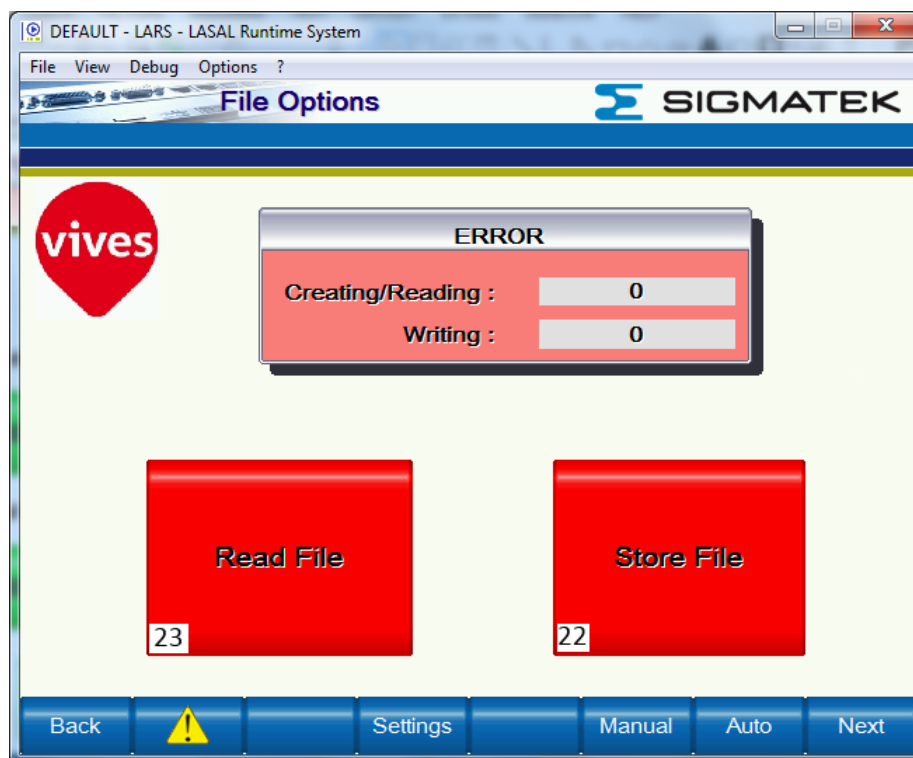 DEFAULT - LARS - LASAL Runtime System
File View Debug Options ?
File Options
SIGMATEK
vives
ERROR
Creating/Reading : 0
Writing : 0
Read File
Store File
23
22
Back
Settings
Manual
Auto
Next